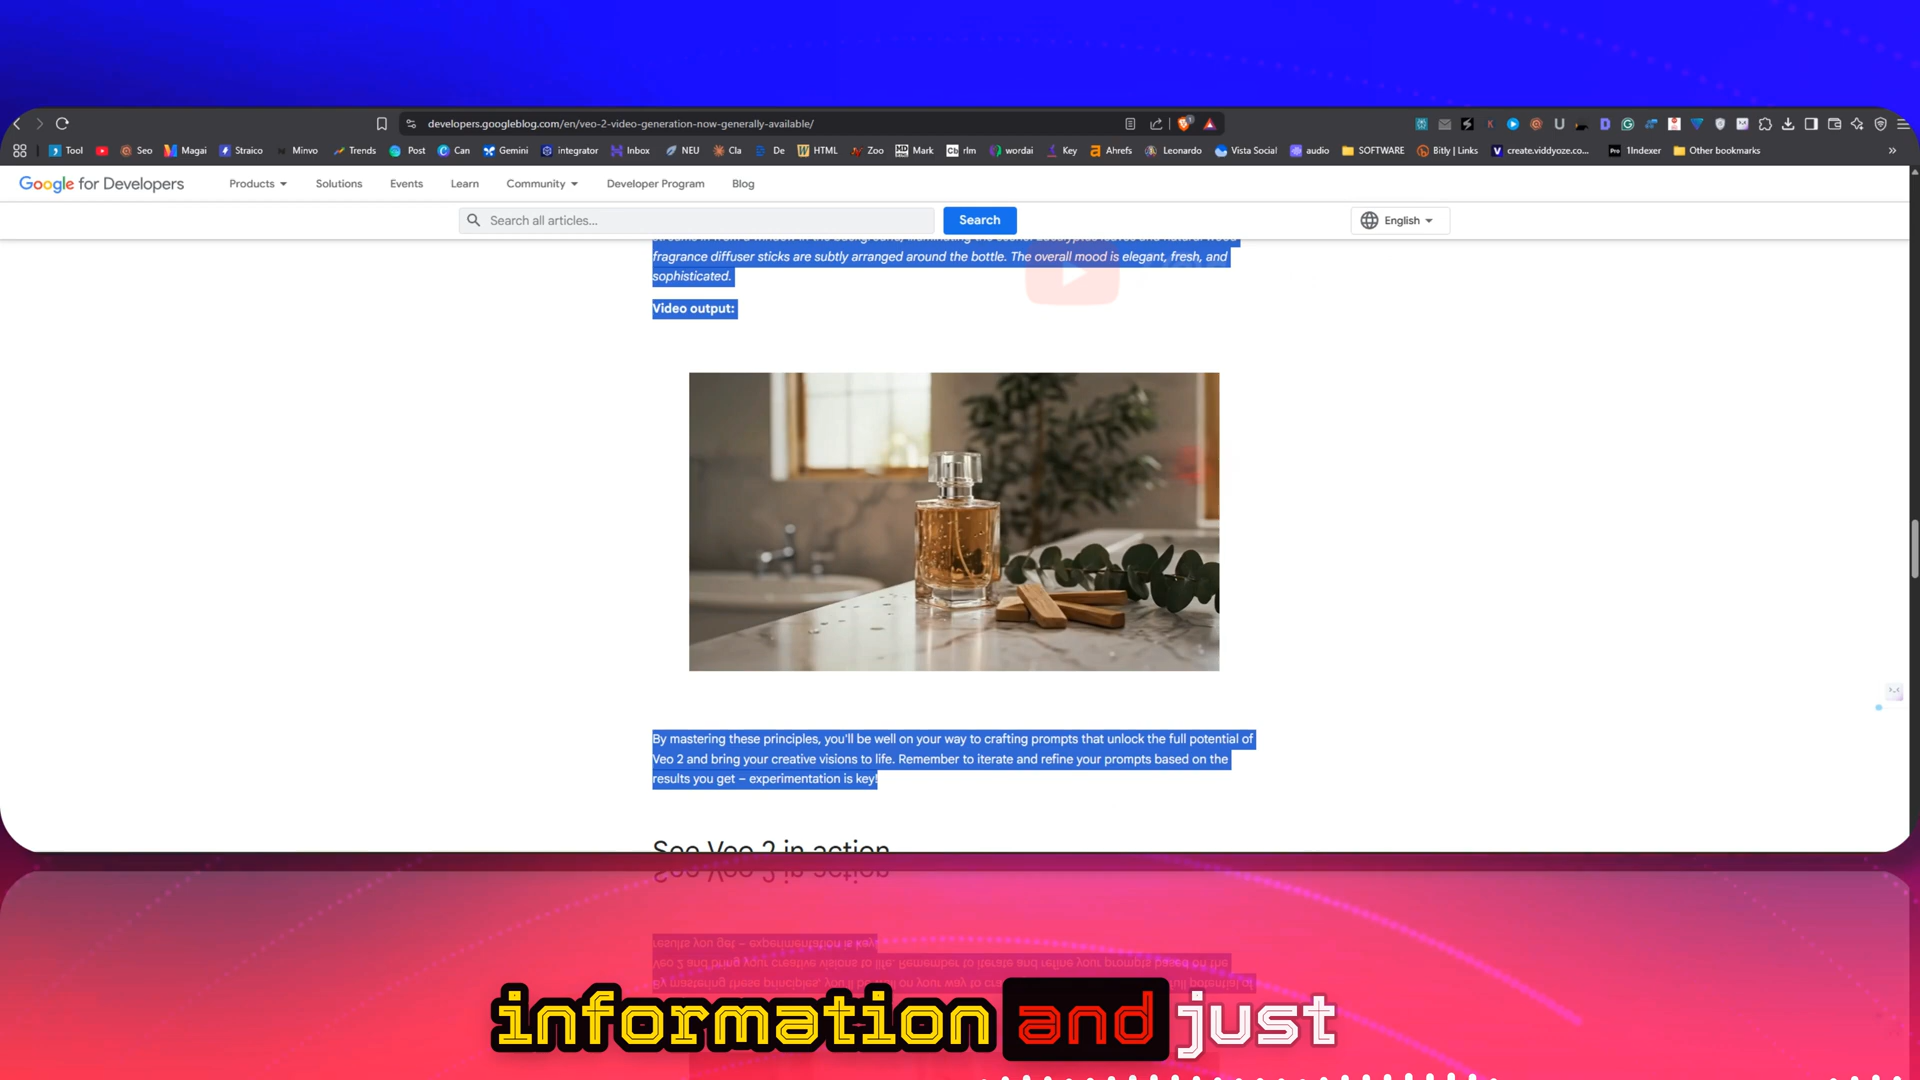 developers.googleblog.com/en/veo-2-video-generation-now-generally-available/
Tool Seo Magai Straico Minvo Trends Post Can Gemini integrator Inbox NEU Cla De HTML Zoo Mark rlm wordai Key Ahrefs Leonardo Vista Social audio SOFTWARE Bitly | Links create.viddyoze.co... 1Indexer Other bookmarks
Google for Developers Products Solutions Events Learn Community Developer Program Blog
Search all articles... Search English
fragrance diffuser sticks are subtly arranged around the bottle. The overall mood is elegant, fresh, and
sophisticated.
Video output:
By mastering these principles, you'll be well on your way to crafting prompts that unlock the full potential of
Veo 2 and bring your creative visions to life. Remember to iterate and refine your prompts based on the
results you get – experimentation is key!
See Veo 2 in action
information and just